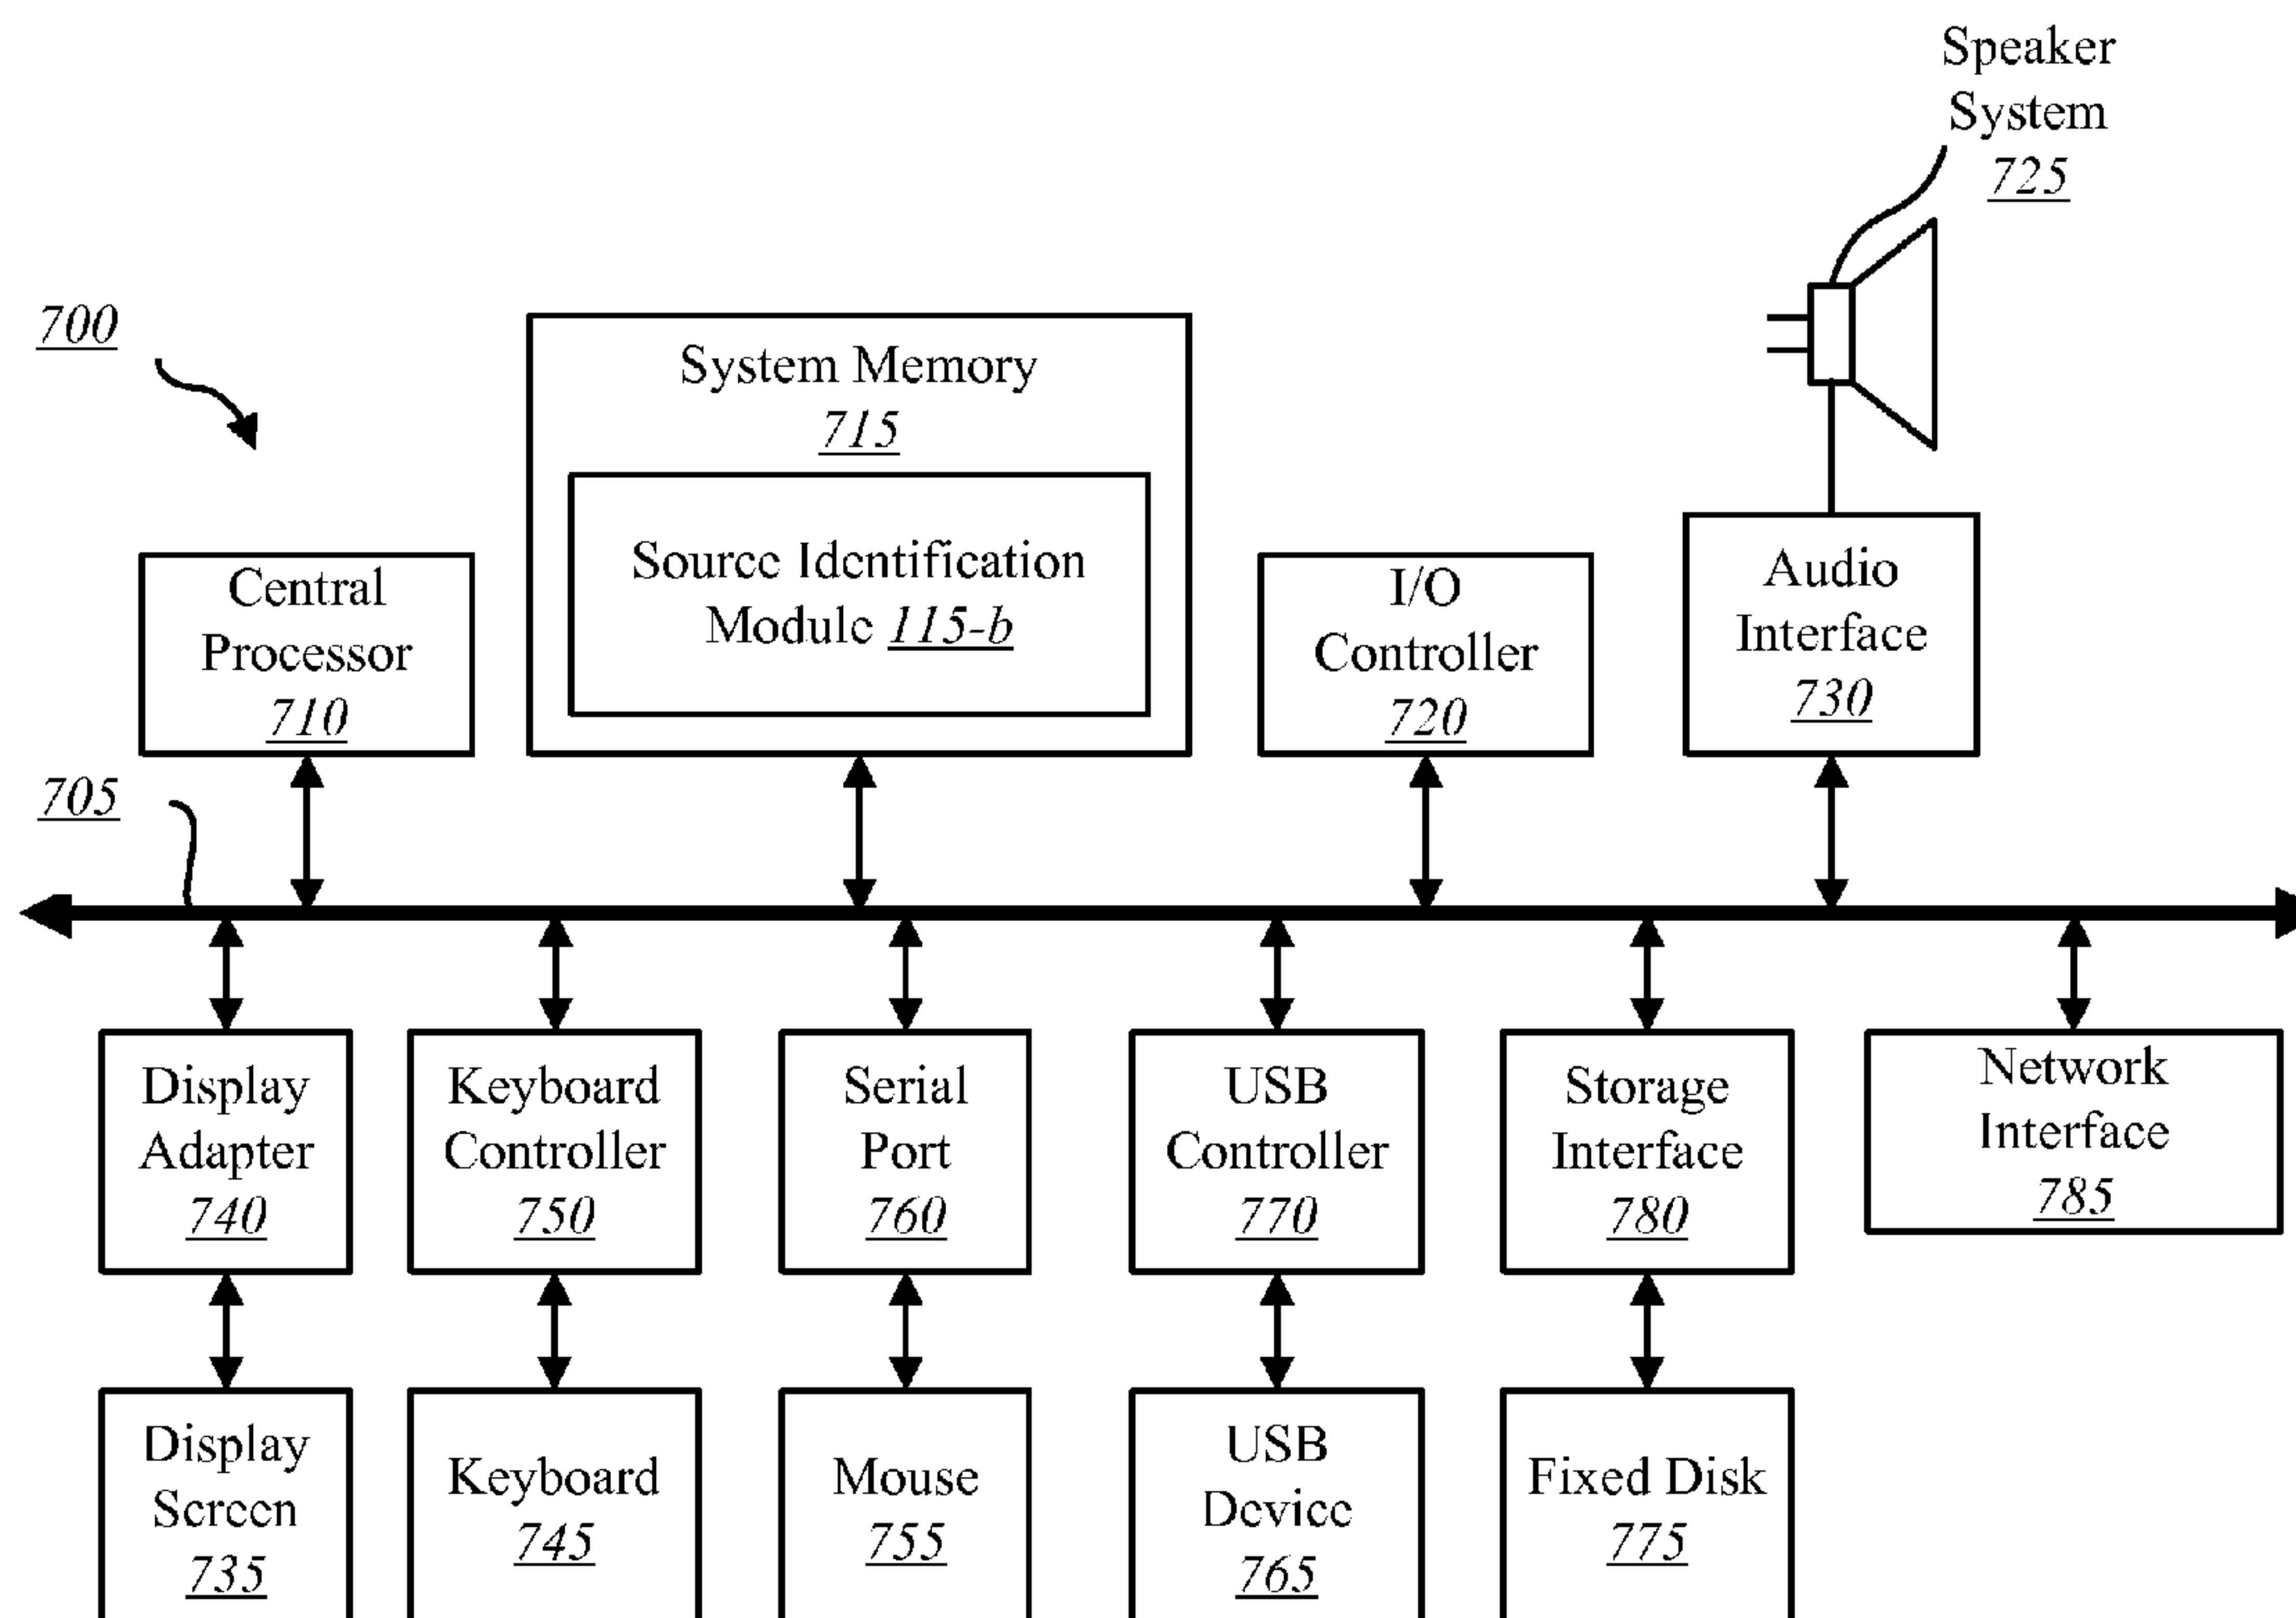 Speaker
System
725
700
System Memory
715
Source Identification
Module 115-b
Central
Processor
710
I/O
Controller
720
Audio
Interface
730
705
Display
Adapter
740
Keyboard
Controller
750
Serial
Port
760
USB
Controller
770
Storage
Interface
780
Network
Interface
785
Display
Screen
735
Keyboard
745
Mouse
755
USB
Device
765
Fixed Disk
775